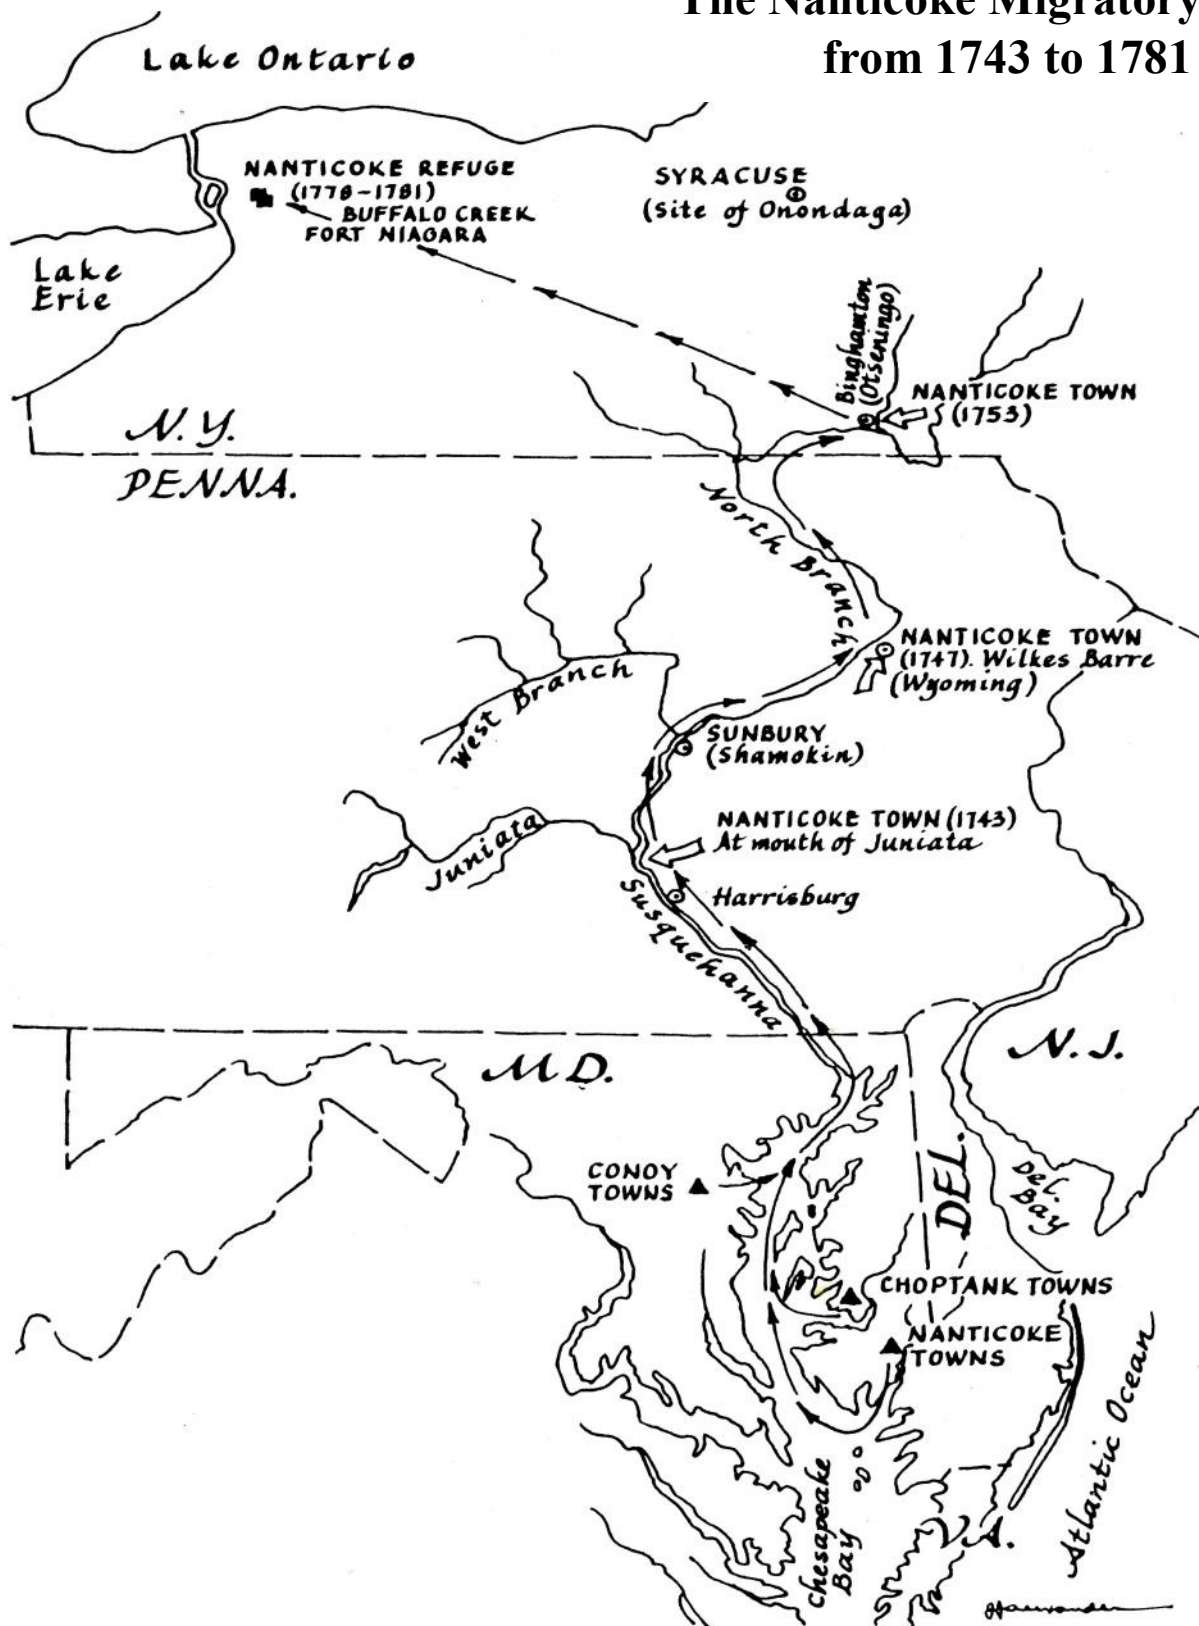 The Nanticoke Migratory
from 1743 to 1781
Lake Ontario
NANTICOKE REFUGE
(1778-1781)
BUFFALO CREEK
FORT NIAGARA
SYRACUSE
(Site of Onondaga)
Lake
Erie
Binghamton
(Otseningo)
NANTICOKE TOWN
(1753)
N.Y.
PENNA.
North Branch
NANTICOKE TOWN
(1747). Wilkes Barre
(Wyoming)
West Branch
SUNBURY
(Shamokin)
NANTICOKE TOWN (1743)
At mouth of Juniata
Juniata
Harrisburg
Susquehanna
MD.
N.J.
DEL.
Del.
Bay
CONOY
TOWNS
CHOPTANK TOWNS
NANTICOKE
TOWNS
Chesapeake
Bay
VA.
Atlantic Ocean